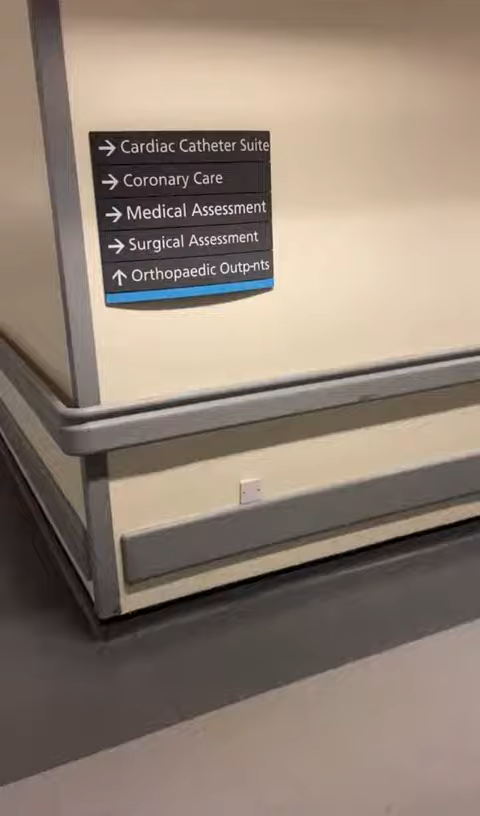 → Cardiac Catheter Suite
→ Coronary Care
→ Medical Assessment
→ Surgical Assessment
↑ Orthopaedic Outp-nts